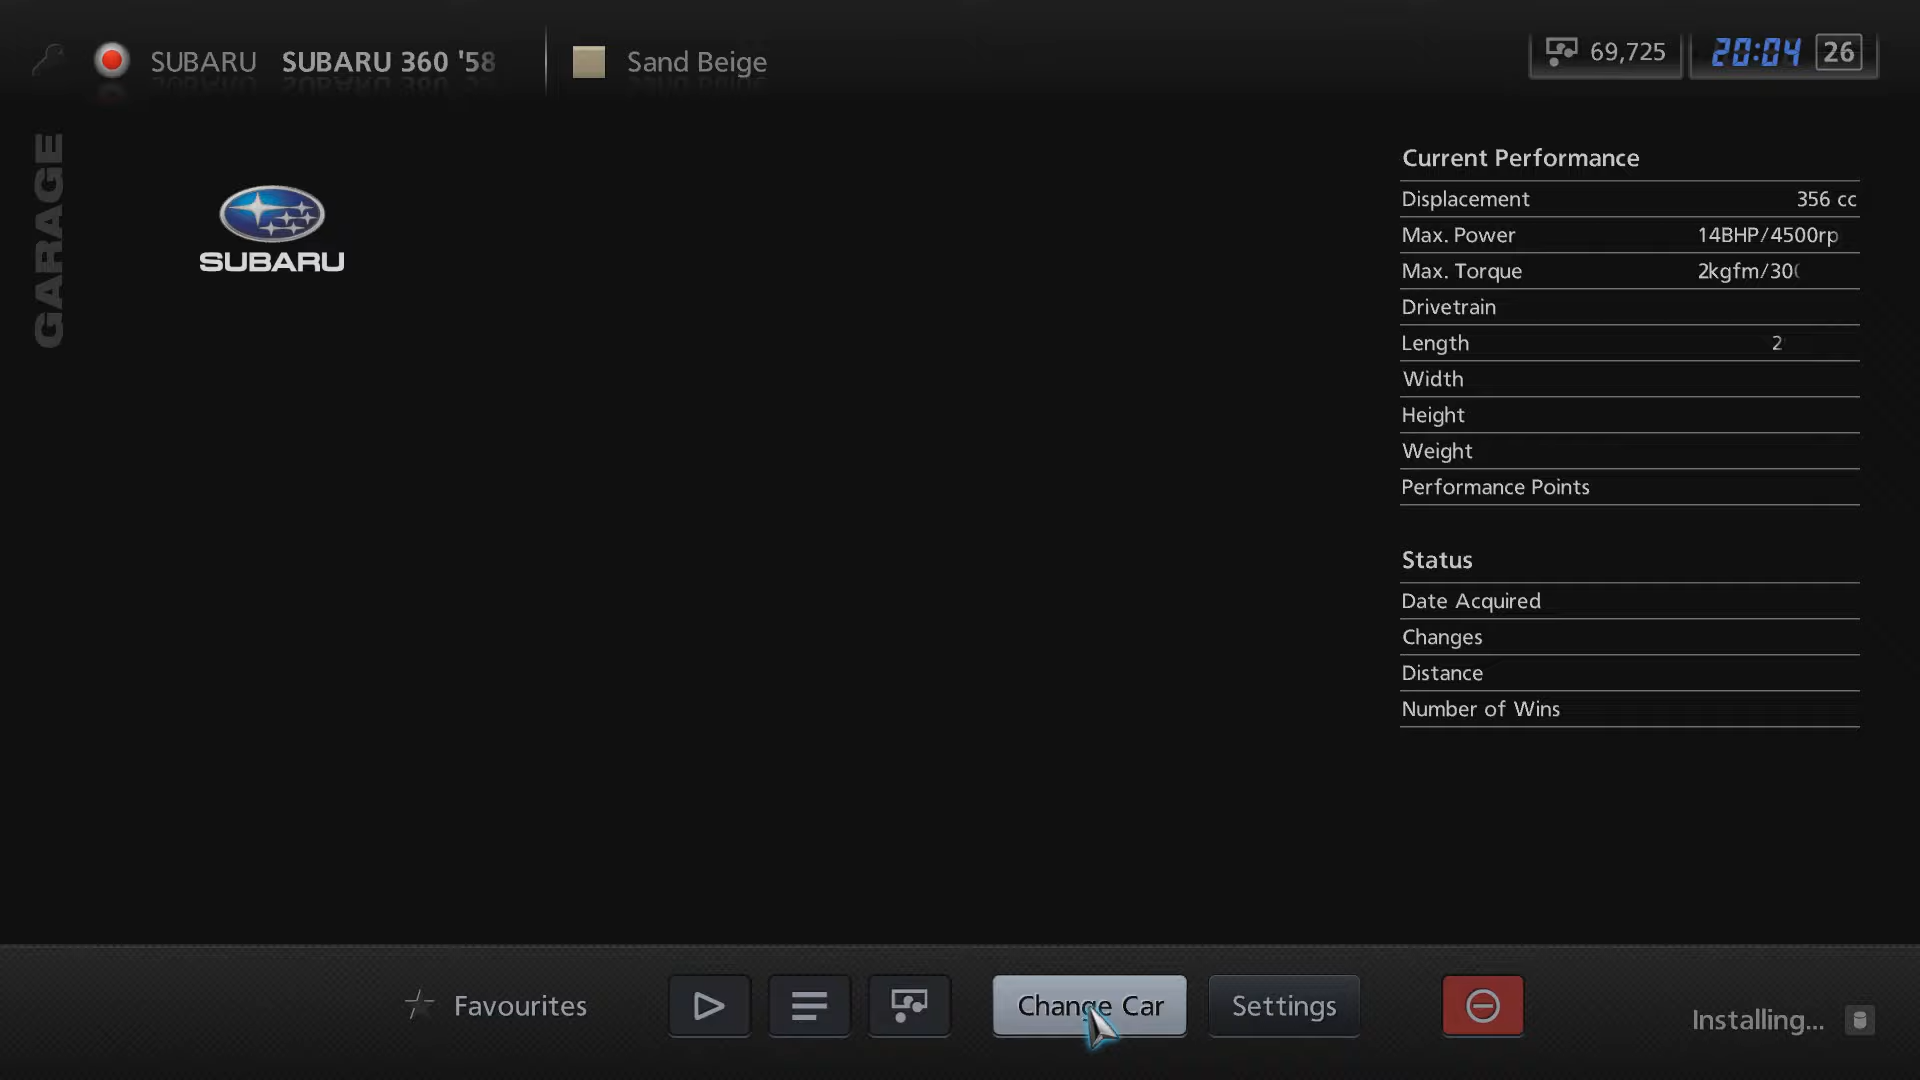 SUBARU SUBARU 360 '58 Sand Beige 69,725 20:04 26
GARAGE
SUBARU
Current Performance
Displacement 356 cc
Max. Power 14BHP/4500rp
Max. Torque 2kgfm/30
Drivetrain
Length 2
Width
Height
Weight
Performance Points
Status
Date Acquired
Changes
Distance
Number of Wins
Favourites Change Car Settings Installing...